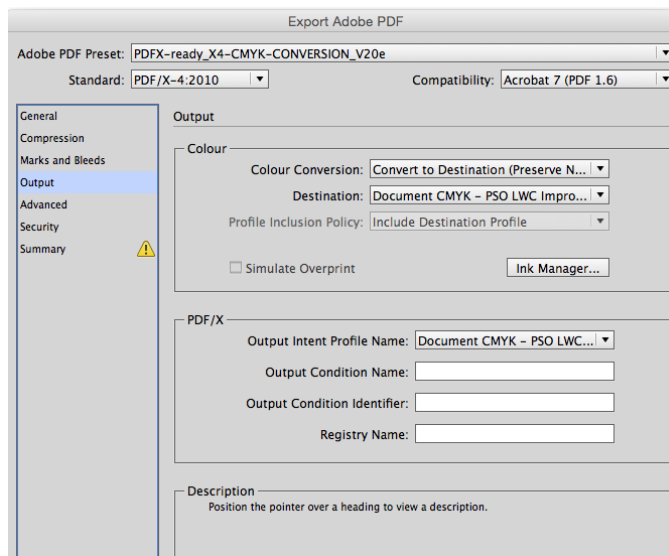 Export Adobe PDF
Adobe PDF Preset: PDFX-ready_X4-CMYK-CONVERSION_V20e
Standard: PDF/X-4:2010 Compatibility: Acrobat 7 (PDF 1.6)
General
Compression
Marks and Bleeds
Output
Advanced
Security
Summary
Output
Colour
Colour Conversion: Convert to Destination (Preserve N...
Destination: Document CMYK - PSO LWC Impro...
Profile Inclusion Policy: Include Destination Profile
Simulate Overprint Ink Manager...
PDF/X
Output Intent Profile Name: Document CMYK - PSO LWC...
Output Condition Name:
Output Condition Identifier:
Registry Name:
Description
Position the pointer over a heading to view a description.